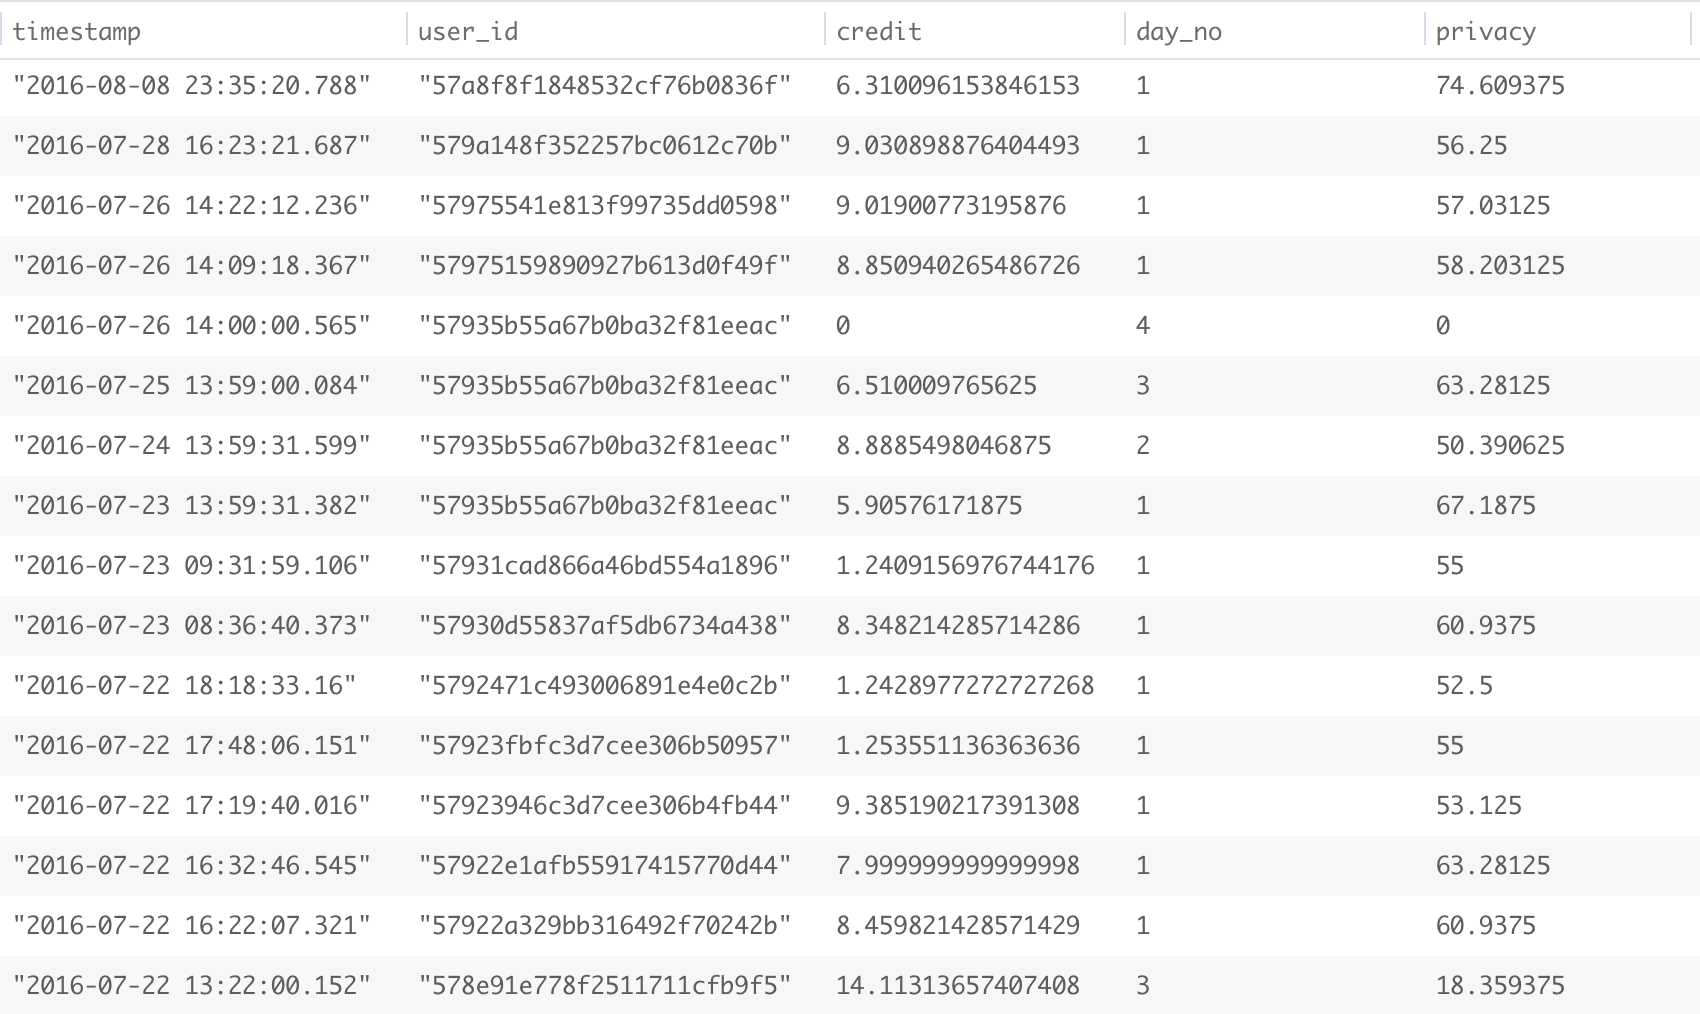 timestamp user_id credit day_no privacy
"2016-08-08 23:35:20.788" "57a8f8f1848532cf76b0836f" 6.310096153846153 1 74.609375
"2016-07-28 16:23:21.687" "579a148f352257bc0612c70b" 9.030898876404493 1 56.25
"2016-07-26 14:22:12.236" "57975541e813f99735dd0598" 9.01900773195876 1 57.03125
"2016-07-26 14:09:18.367" "57975159890927b613d0f49f" 8.850940265486726 1 58.203125
"2016-07-26 14:00:00.565" "57935b55a67b0ba32f81eeac" 0 4 0
"2016-07-25 13:59:00.084" "57935b55a67b0ba32f81eeac" 6.510009765625 3 63.28125
"2016-07-24 13:59:31.599" "57935b55a67b0ba32f81eeac" 8.8885498046875 2 50.390625
"2016-07-23 13:59:31.382" "57935b55a67b0ba32f81eeac" 5.90576171875 1 67.1875
"2016-07-23 09:31:59.106" "57931cad866a46bd554a1896" 1.2409156976744176 1 55
"2016-07-23 08:36:40.373" "57930d55837af5db6734a438" 8.348214285714286 1 60.9375
"2016-07-22 18:18:33.16" "5792471c493006891e4e0c2b" 1.2428977272727268 1 52.5
"2016-07-22 17:48:06.151" "57923fbfc3d7cee306b50957" 1.253551136363636 1 55
"2016-07-22 17:19:40.016" "57923946c3d7cee306b4fb44" 9.385190217391308 1 53.125
"2016-07-22 16:32:46.545" "57922e1afb55917415770d44" 7.999999999999998 1 63.28125
"2016-07-22 16:22:07.321" "57922a329bb316492f70242b" 8.459821428571429 1 60.9375
"2016-07-22 13:22:00.152" "578e91e778f2511711cfb9f5" 14.11313657407408 3 18.359375